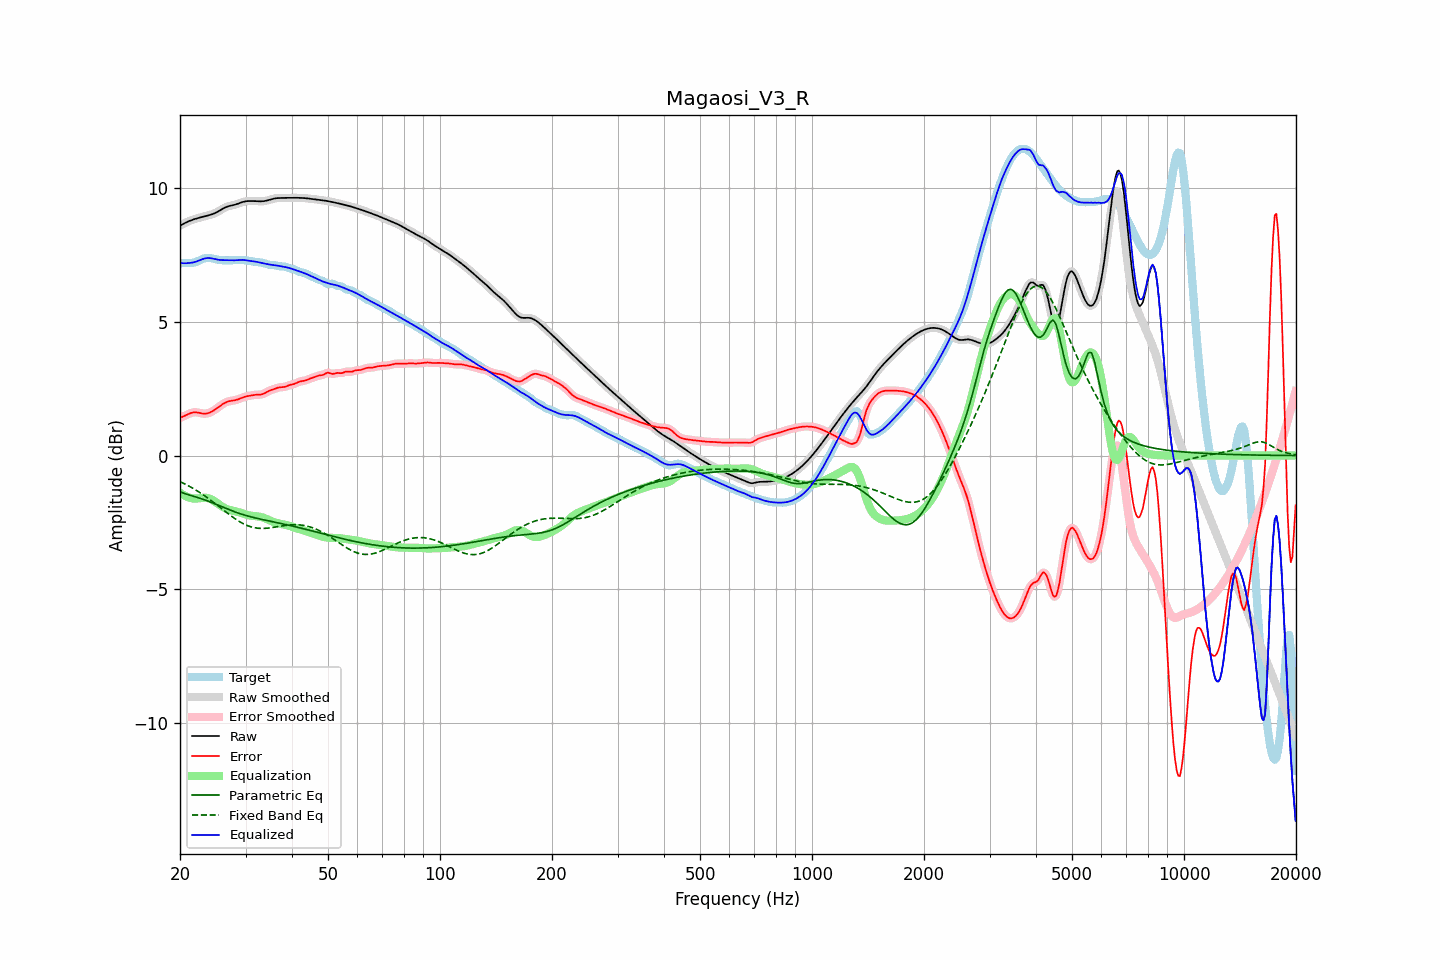 Magaosi_V3_R
Amplitude (dBr)
10
5
0
−5
−10
Target
Raw Smoothed
Error Smoothed
Raw
Error
Equalization
Parametric Eq
Fixed Band Eq
Equalized
20 50 100 200 500 1000 2000 5000 10000 20000
Frequency (Hz)